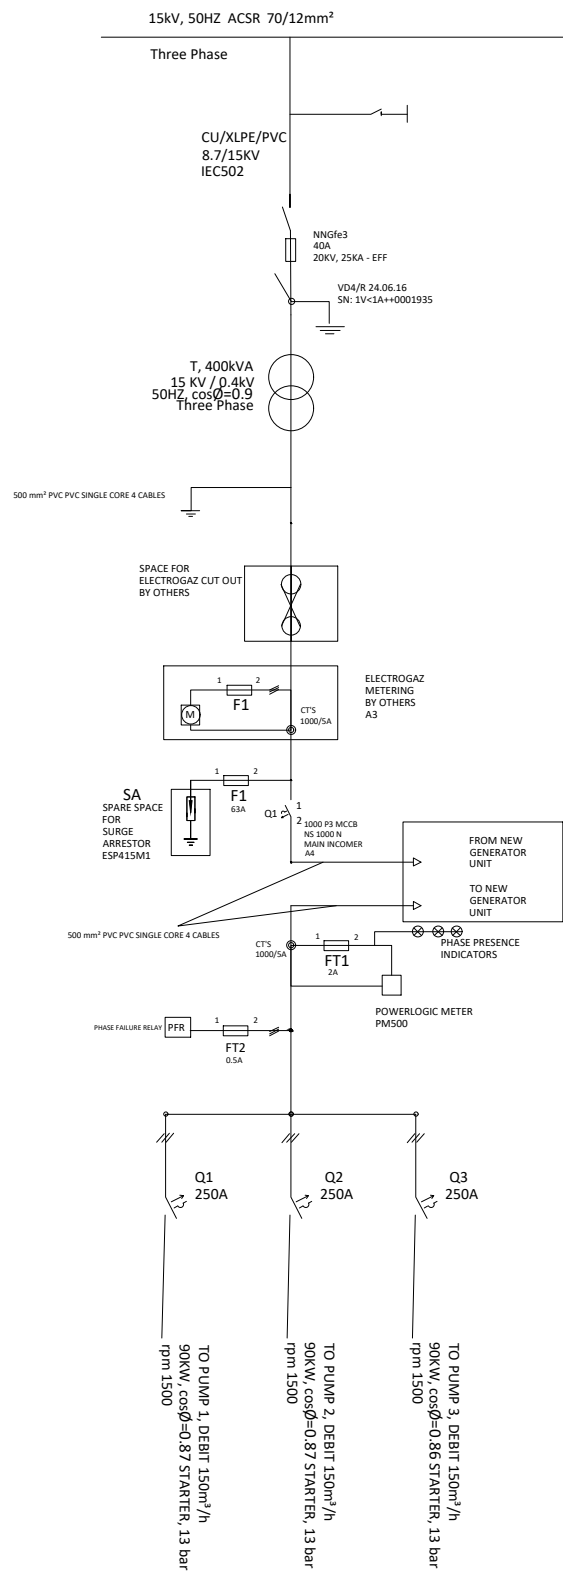 15kV, 50HZ ACSR 70/12mm²
Three Phase
CU/XLPE/PVC
8.7/15KV
IEC502
NNGfe3
40A
20KV, 25KA - EFF
VD4/R 24.06.16
SN: 1V<1A++0001935
T, 400kVA
15 KV / 0.4kV
50HZ, cosØ=0.9
Three Phase
500 mm² PVC PVC SINGLE CORE 4 CABLES
SPACE FOR
ELECTROGAZ CUT OUT
BY OTHERS
ELECTROGAZ
METERING
BY OTHERS
A3
1 2
F1
M
CT'S
1000/5A
1 2
F1
63A
SA
SPARE SPACE
FOR
SURGE
ARRESTOR
ESP415M1
Q1
1
2
1000 P3 MCCB
NS 1000 N
MAIN INCOMER
A4
FROM NEW
GENERATOR
UNIT
TO NEW
GENERATOR
UNIT
500 mm² PVC PVC SINGLE CORE 4 CABLES
CT'S
1000/5A
1 2
FT1
2A
PHASE PRESENCE
INDICATORS
POWERLOGIC METER
PM500
PHASE FAILURE RELAY
PFR
1 2
FT2
0.5A
Q1
250A
Q2
250A
Q3
250A
TO PUMP 1, DEBIT 150m³/h
90KW, cosØ=0.87 STARTER, 13 bar
rpm 1500
TO PUMP 2, DEBIT 150m³/h
90KW, cosØ=0.87 STARTER, 13 bar
rpm 1500
TO PUMP 3, DEBIT 150m³/h
90KW, cosØ=0.86 STARTER, 13 bar
rpm 1500